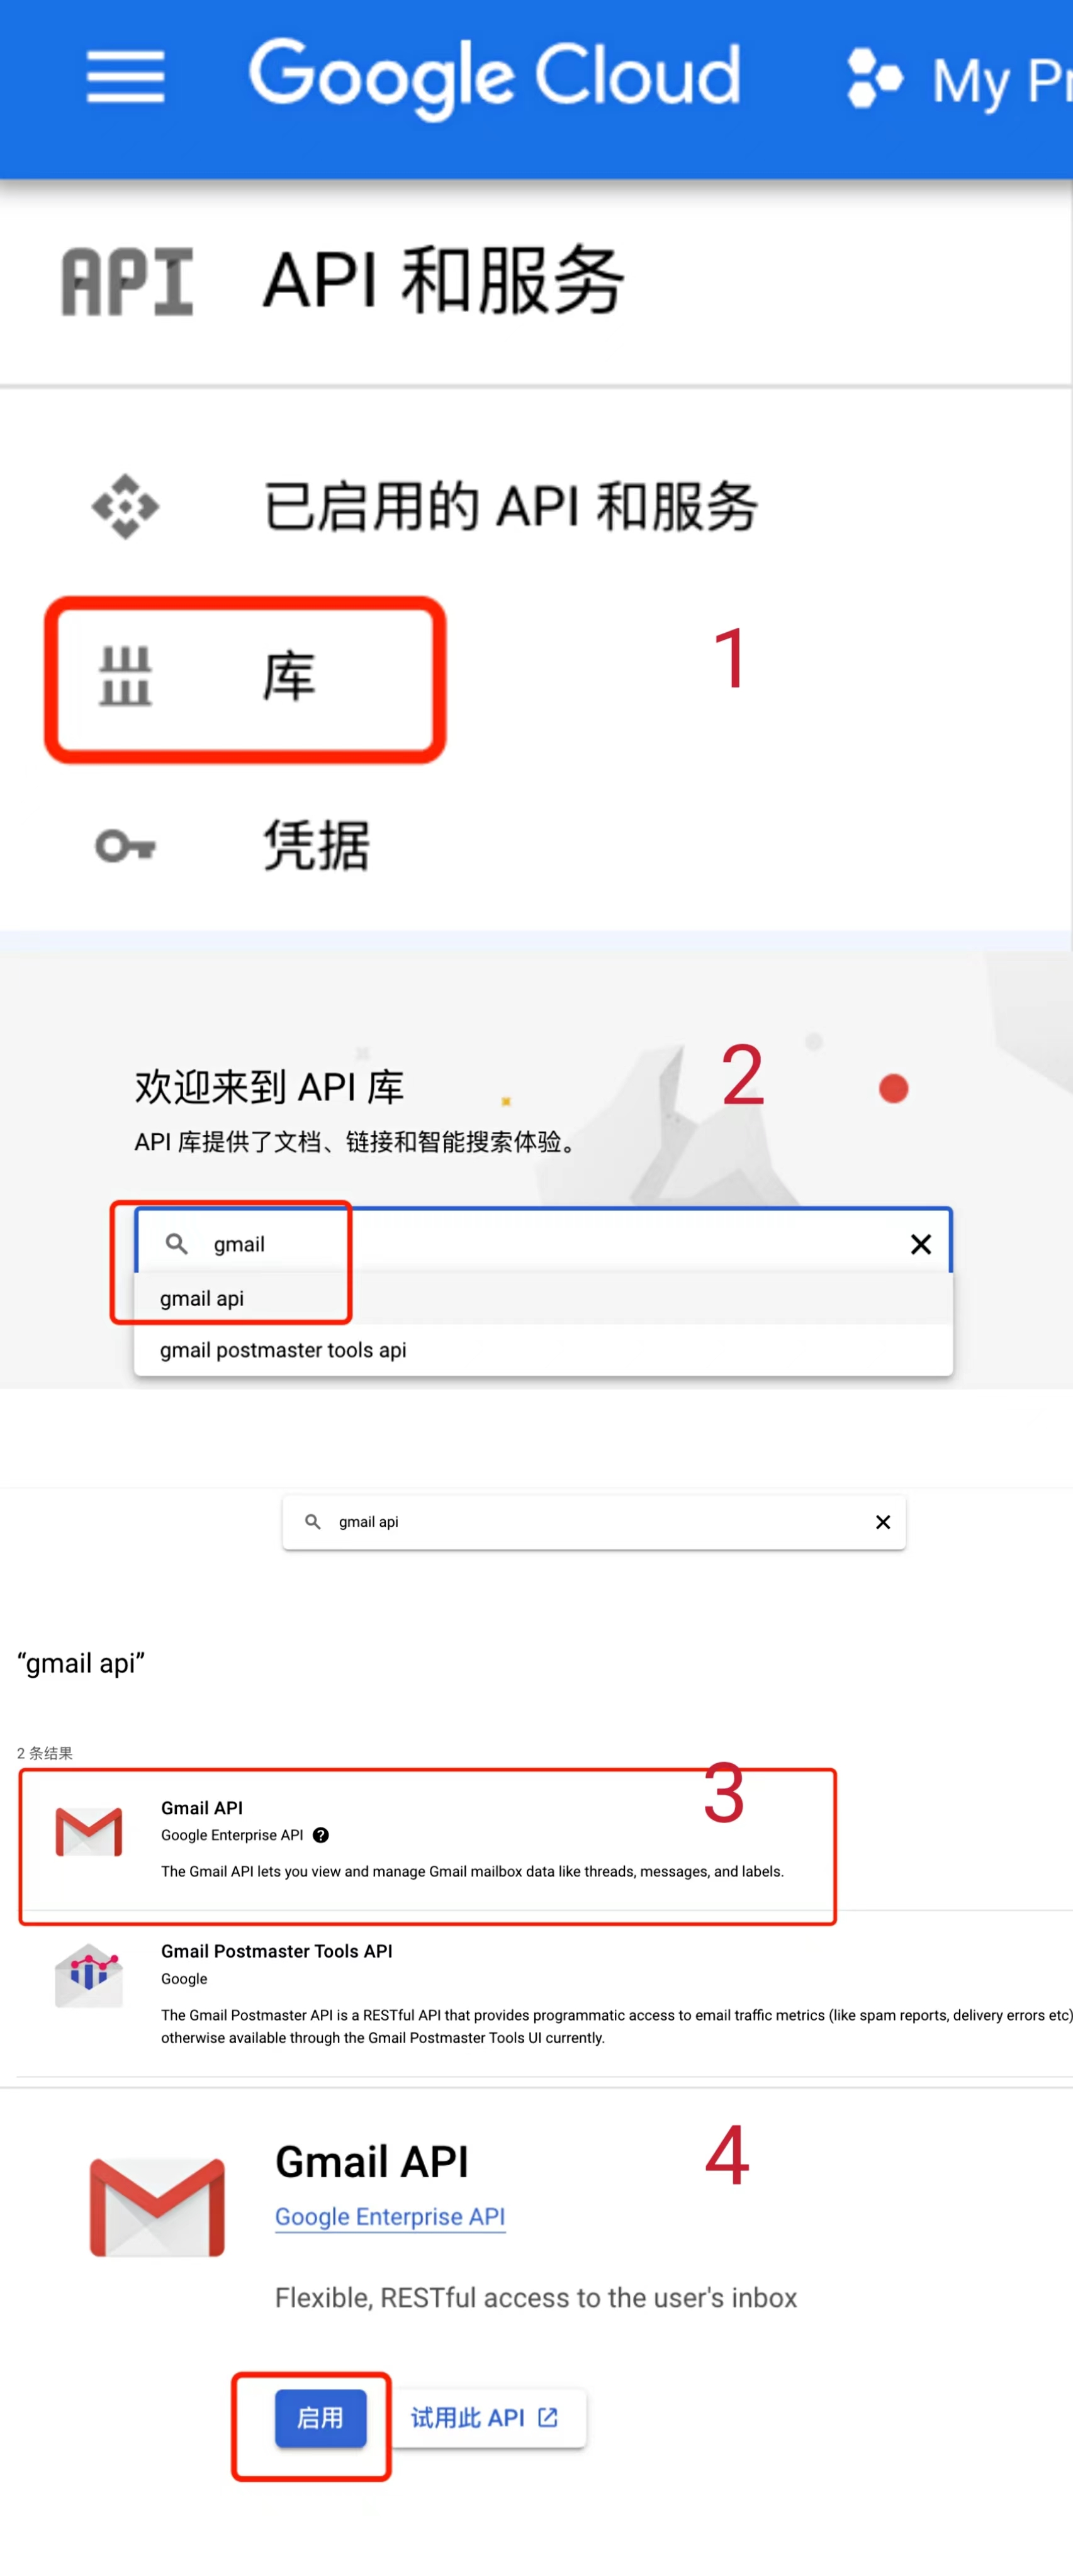 Google Cloud
My Pr
API
API 和服务
已启用的 API 和服务
库
1
凭据
2
欢迎来到 API 库
API 库提供了文档、链接和智能搜索体验。
gmail
gmail api
gmail postmaster tools api
gmail api
“gmail api”
2 条结果
3
Gmail API
Google Enterprise API ?
The Gmail API lets you view and manage Gmail mailbox data like threads, messages, and labels.
Gmail Postmaster Tools API
Google
The Gmail Postmaster API is a RESTful API that provides programmatic access to email traffic metrics (like spam reports, delivery errors etc)
otherwise available through the Gmail Postmaster Tools UI currently.
4
Gmail API
Google Enterprise API
Flexible, RESTful access to the user's inbox
启用
试用此 API